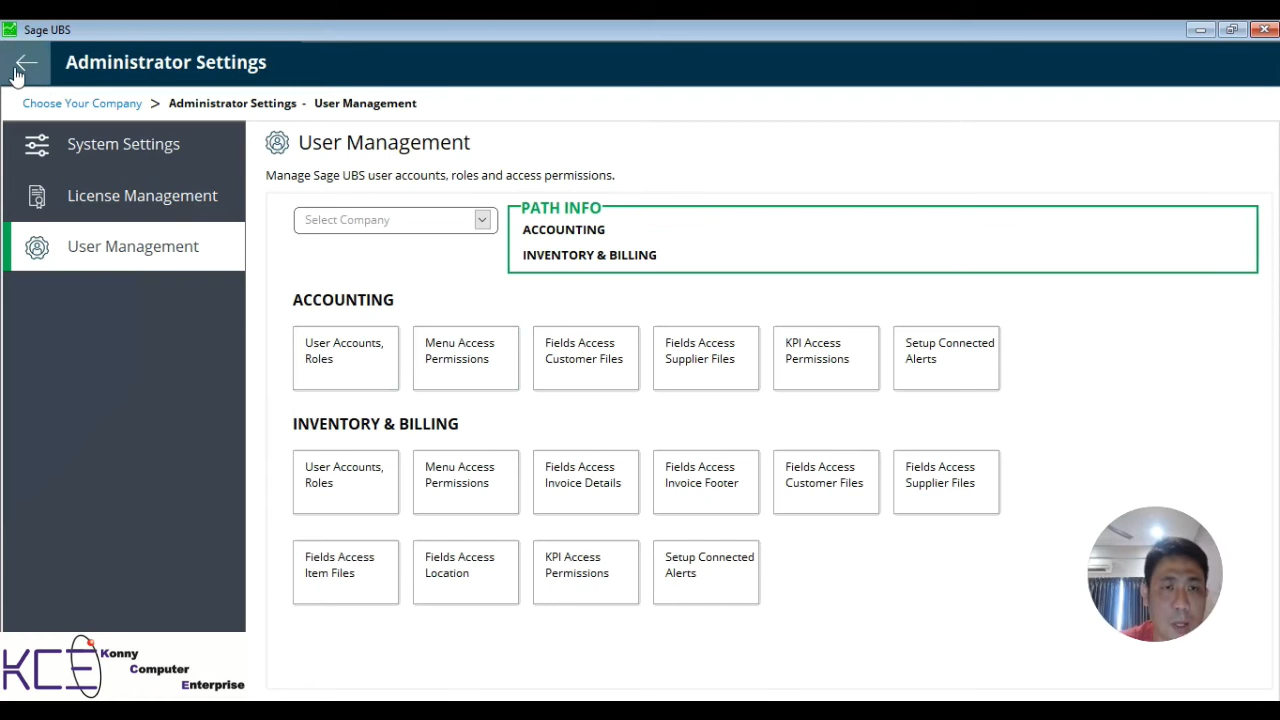 Sage UBS
Administrator Settings
Choose Your Company > Administrator Settings - User Management
System Settings
License Management
User Management
User Management
Manage Sage UBS user accounts, roles and access permissions.
Select Company
PATH INFO
ACCOUNTING
INVENTORY & BILLING
ACCOUNTING
User Accounts,
Roles
Menu Access
Permissions
Fields Access
Customer Files
Fields Access
Supplier Files
KPI Access
Permissions
Setup Connected
Alerts
INVENTORY & BILLING
User Accounts,
Roles
Menu Access
Permissions
Fields Access
Invoice Details
Fields Access
Invoice Footer
Fields Access
Customer Files
Fields Access
Supplier Files
Fields Access
Item Files
Fields Access
Location
KPI Access
Permissions
Setup Connected
Alerts
KCE
Konny
Computer
Enterprise